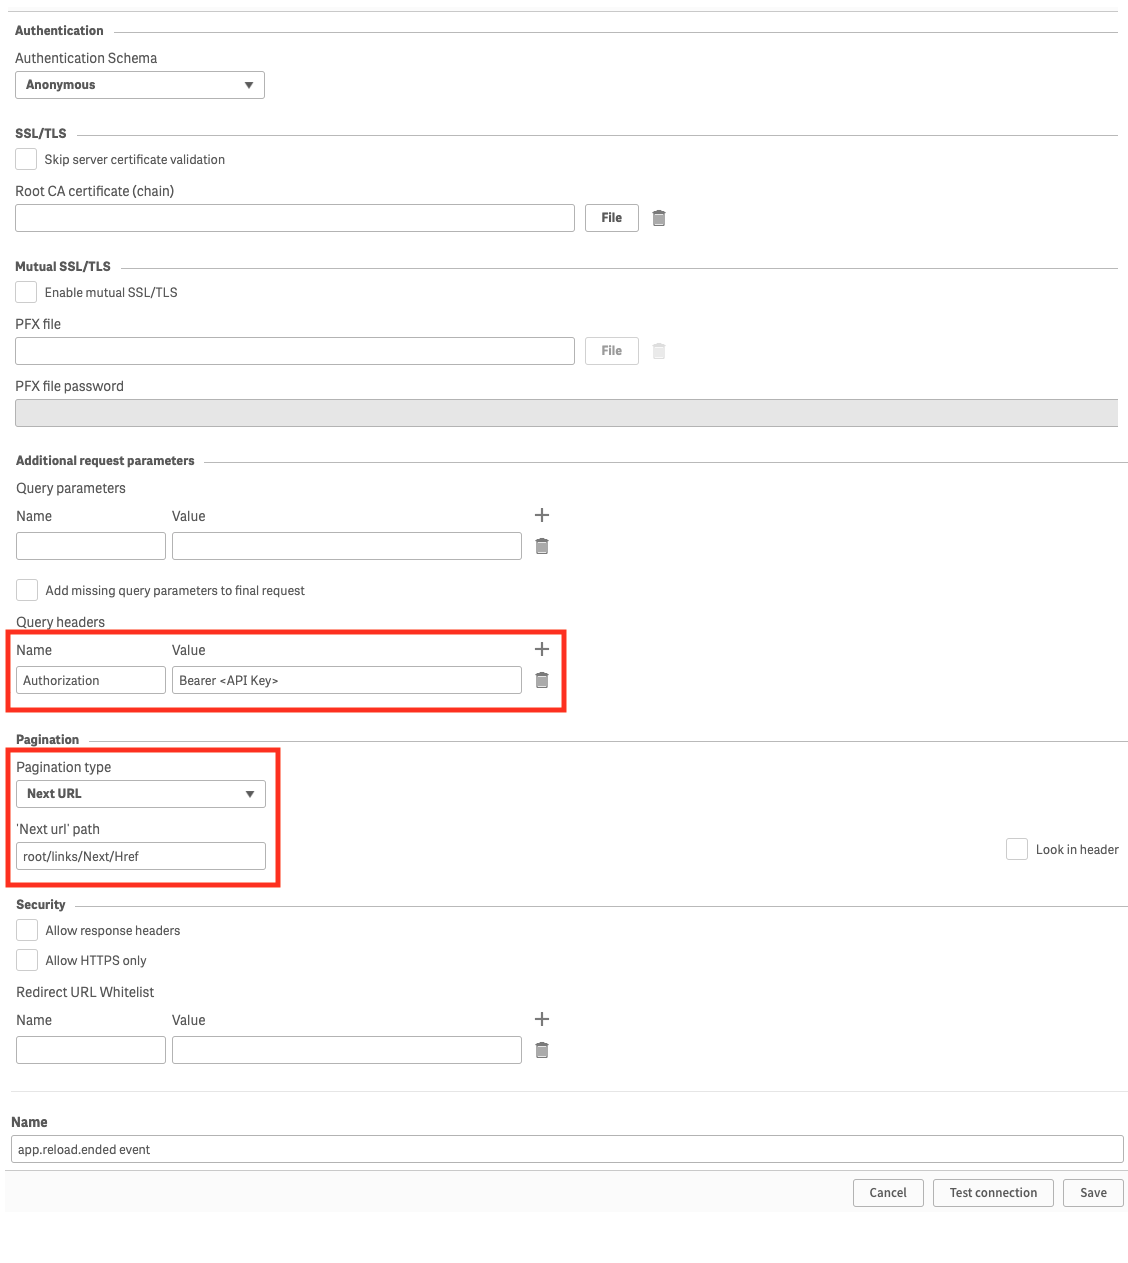 Authentication
Authentication Schema
Anonymous
SSL/TLS
Skip server certificate validation
Root CA certificate (chain)
File
Mutual SSL/TLS
Enable mutual SSL/TLS
PFX file
File
PFX file password
Additional request parameters
Query parameters
Name Value
Add missing query parameters to final request
Query headers
Name Value
Authorization Bearer <API Key>
Pagination
Pagination type
Next URL
'Next url' path
root/links/Next/Href Look in header
Security
Allow response headers
Allow HTTPS only
Redirect URL Whitelist
Name Value
Name
app.reload.ended event
Cancel Test connection Save